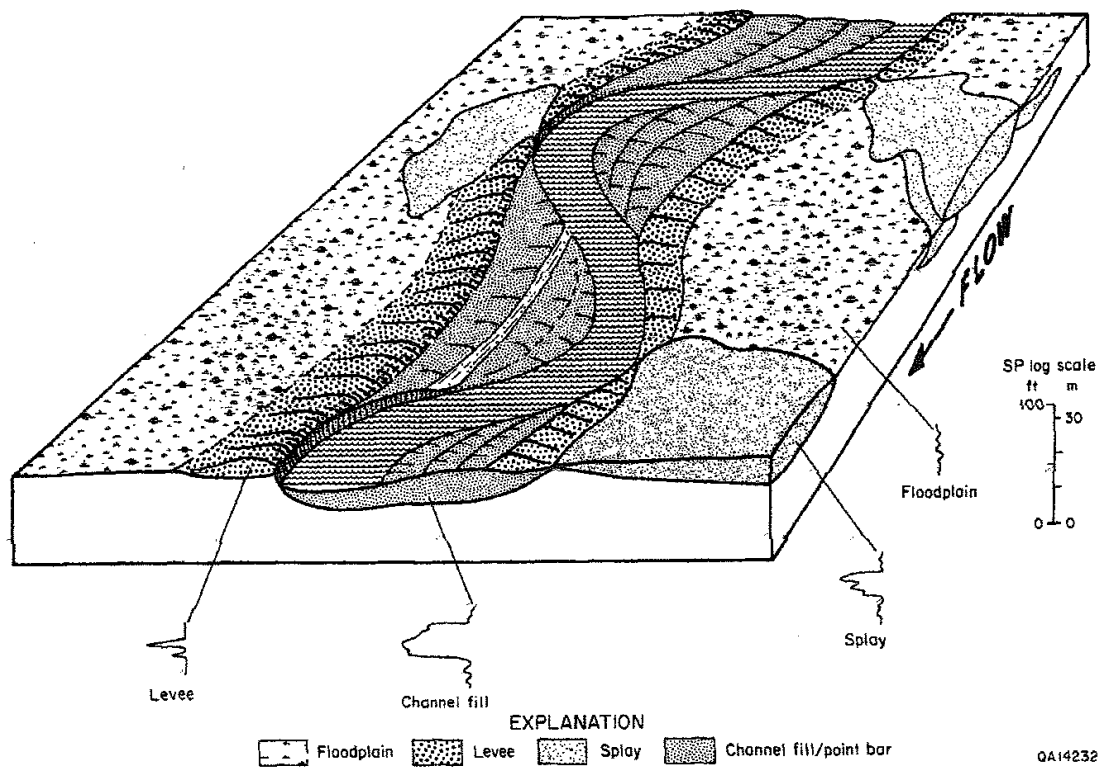 FLOW
SP log scale
ft m
100 30
0 0
Floodplain
Splay
Levee
Channel fill
EXPLANATION
Floodplain Levee Splay Channel fill/point bar
QA14232